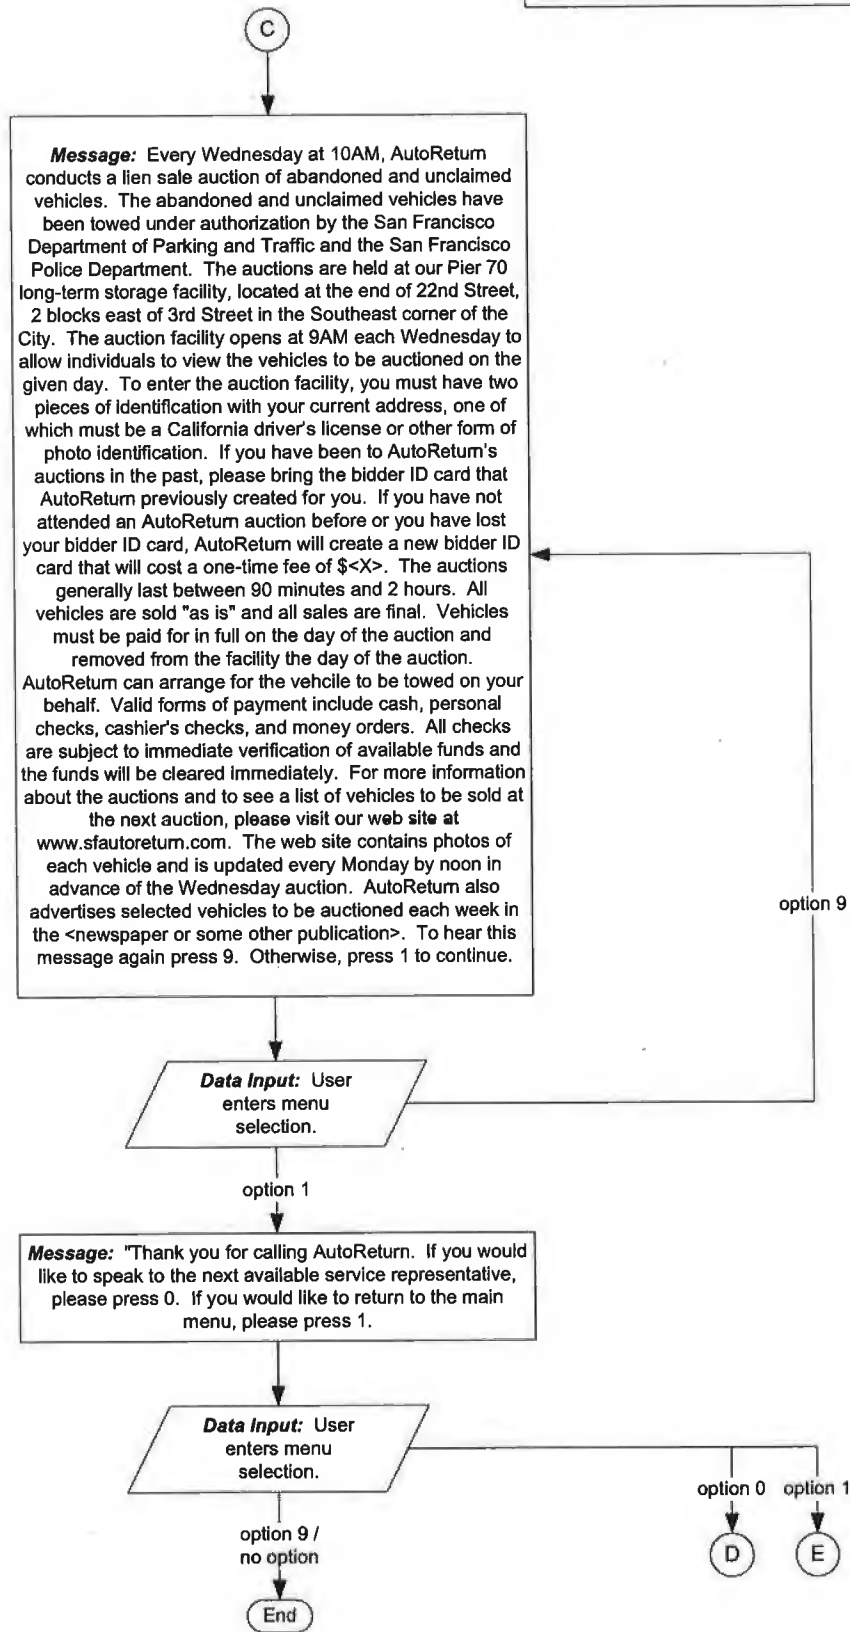 C
Message: Every Wednesday at 10AM, AutoReturn
conducts a lien sale auction of abandoned and unclaimed
vehicles. The abandoned and unclaimed vehicles have
been towed under authorization by the San Francisco
Department of Parking and Traffic and the San Francisco
Police Department. The auctions are held at our Pier 70
long-term storage facility, located at the end of 22nd Street,
2 blocks east of 3rd Street in the Southeast corner of the
City. The auction facility opens at 9AM each Wednesday to
allow individuals to view the vehicles to be auctioned on the
given day. To enter the auction facility, you must have two
pieces of identification with your current address, one of
which must be a California driver's license or other form of
photo identification. If you have been to AutoReturn's
auctions in the past, please bring the bidder ID card that
AutoReturn previously created for you. If you have not
attended an AutoReturn auction before or you have lost
your bidder ID card, AutoReturn will create a new bidder ID
card that will cost a one-time fee of $<X>. The auctions
generally last between 90 minutes and 2 hours. All
vehicles are sold "as is" and all sales are final. Vehicles
must be paid for in full on the day of the auction and
removed from the facility the day of the auction.
AutoReturn can arrange for the vehcile to be towed on your
behalf. Valid forms of payment include cash, personal
checks, cashier's checks, and money orders. All checks
are subject to immediate verification of available funds and
the funds will be cleared immediately. For more information
about the auctions and to see a list of vehicles to be sold at
the next auction, please visit our web site at
www.sfautoreturn.com. The web site contains photos of
each vehicle and is updated every Monday by noon in
advance of the Wednesday auction. AutoReturn also
advertises selected vehicles to be auctioned each week in
the <newspaper or some other publication>. To hear this
message again press 9. Otherwise, press 1 to continue.
option 9
Data Input: User
enters menu
selection.
option 1
Message: "Thank you for calling AutoReturn. If you would
like to speak to the next available service representative,
please press 0. If you would like to return to the main
menu, please press 1.
Data Input: User
enters menu
selection.
option 0 option 1
option 9 /
no option
D E
End